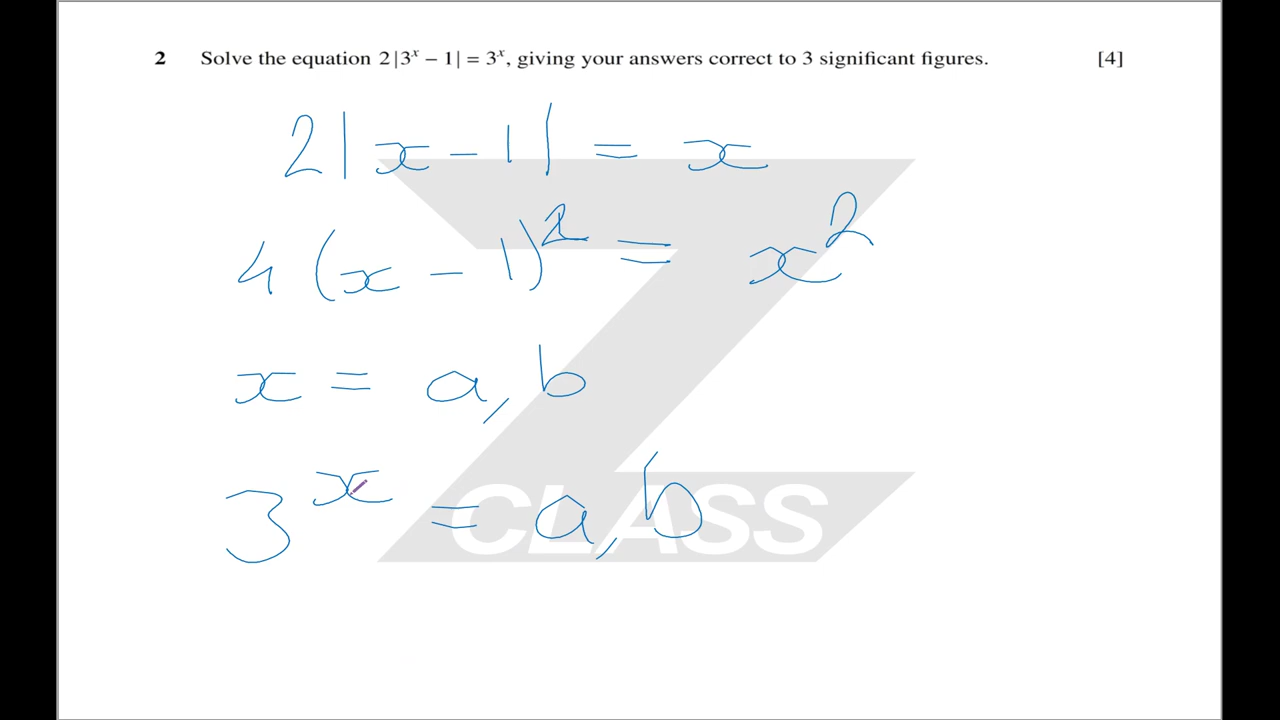 2 Solve the equation 2|3ˣ − 1| = 3ˣ, giving your answers correct to 3 significant figures. [4]
2|x − 1| = x
4(x − 1)² = x²
x = a, b
3ˣ = a, b
CLASS